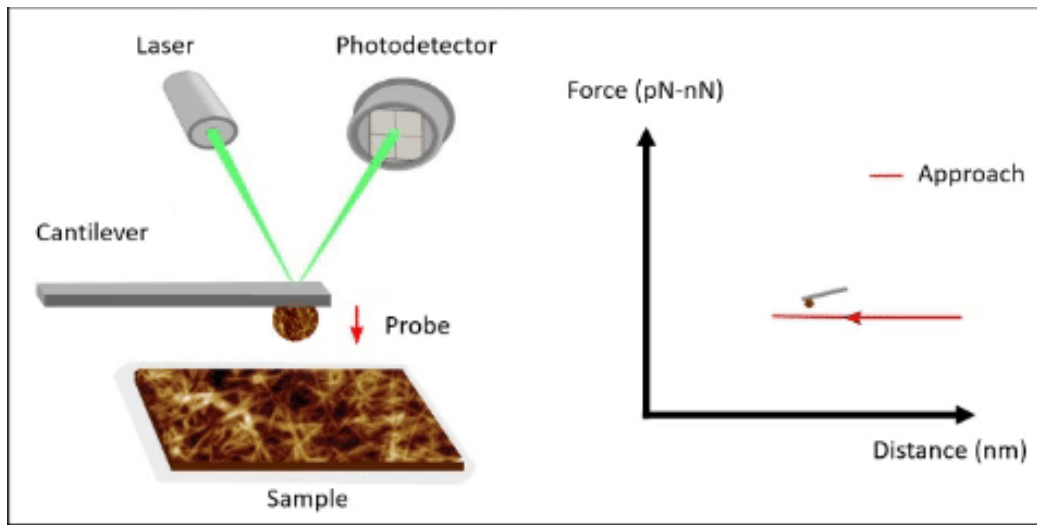 Laser
Photodetector
Cantilever
Probe
Sample
Force (pN-nN)
Approach
Distance (nm)